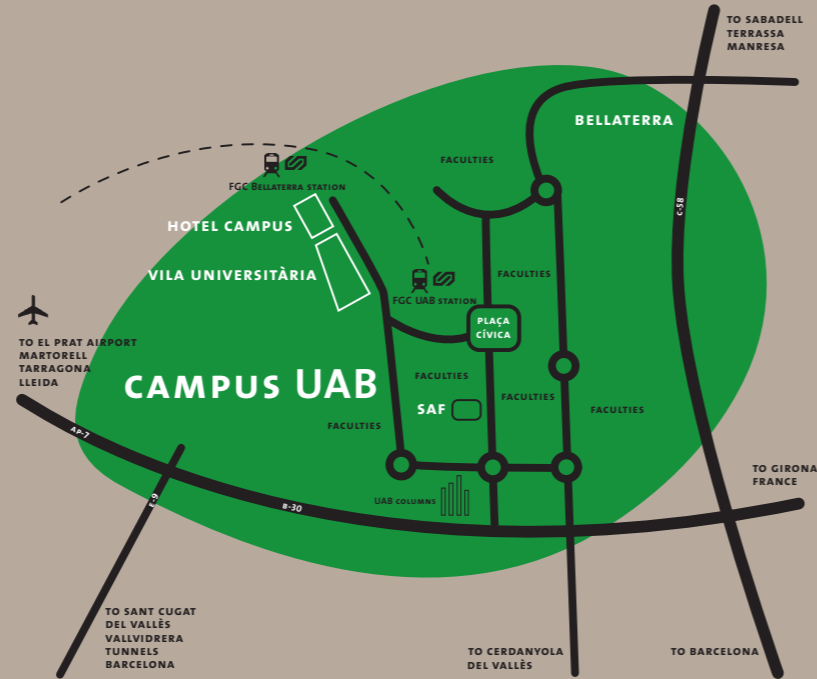 TO SABADELL
TERRASSA
MANRESA
BELLATERRA
FACULTIES
FGC BELLATERRA STATION
C-58
HOTEL CAMPUS
VILA UNIVERSITÀRIA
FACULTIES
FGC UAB STATION
PLAÇA
CÍVICA
TO EL PRAT AIRPORT
MARTORELL
TARRAGONA
LLEIDA
CAMPUS UAB
FACULTIES
FACULTIES
SAF
FACULTIES
FACULTIES
AP-7
TO GIRONA
FRANCE
E-9
B-30
UAB COLUMNS
TO SANT CUGAT
DEL VALLÈS
VALLVIDRERA
TUNNELS
BARCELONA
TO CERDANYOLA
DEL VALLÈS
TO BARCELONA